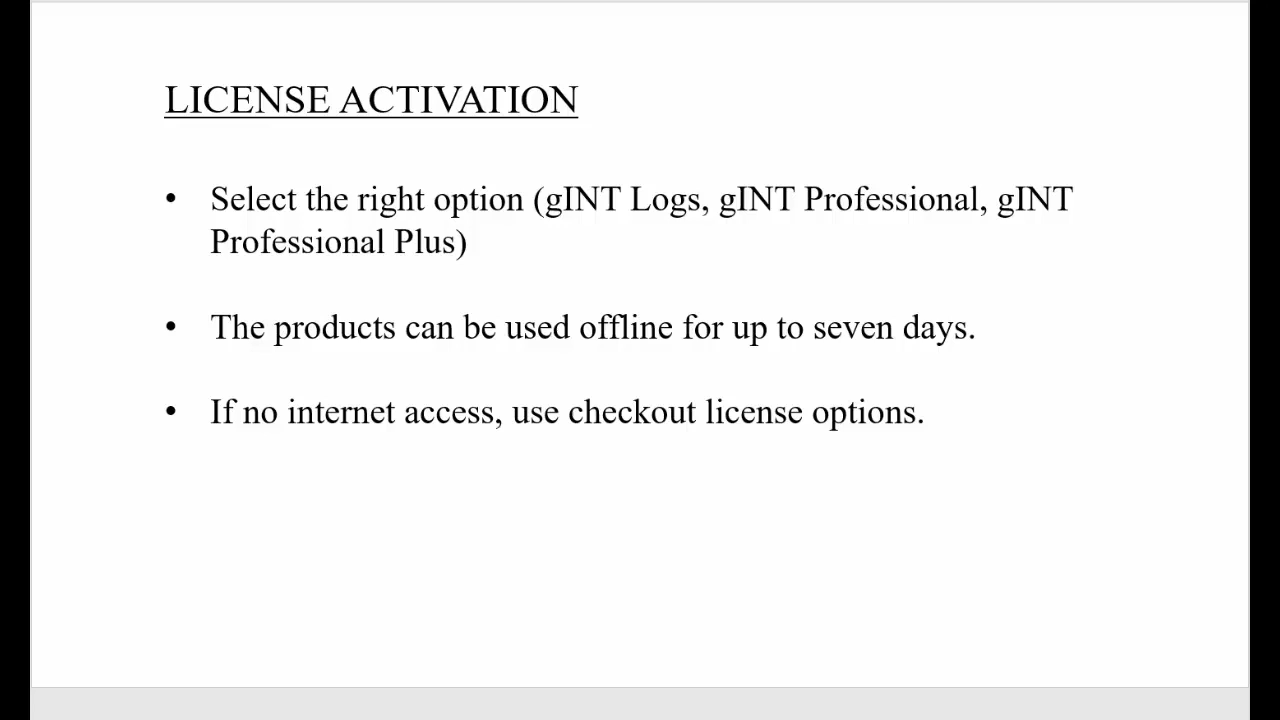 LICENSE ACTIVATION
• Select the right option (gINT Logs, gINT Professional, gINT
Professional Plus)
• The products can be used offline for up to seven days.
• If no internet access, use checkout license options.